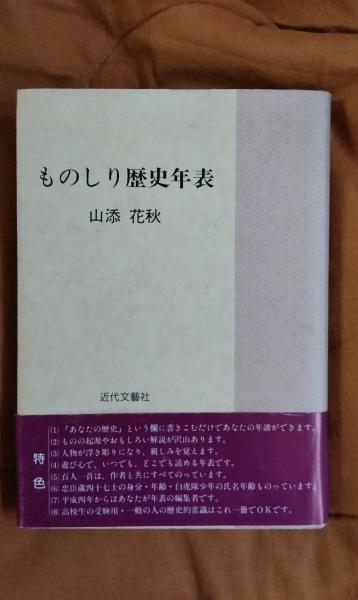 ものしり歴史年表
山添 花秋
近代文藝社
特色
(1) 「あなたの歴史」という欄に書きこむだけであなたの年譜ができます。
(2) ものの起源やおもしろい解説が沢山あります。
(3) 人物が浮き彫りになり、親しみを覚えます。
(4) 遊び心で、いつでも、どこでも読める年表です。
(5) 百人一首は、作者と共にすべてのっています。
(6) 忠臣蔵四十七士の身分・年齢・白虎隊少年の氏名年齢ものっています。
(7) 平成四年からはあなたが年表の編集者です。
(8) 高校生の受験用・一般の人の歴史的常識はこれ一冊でOKです。